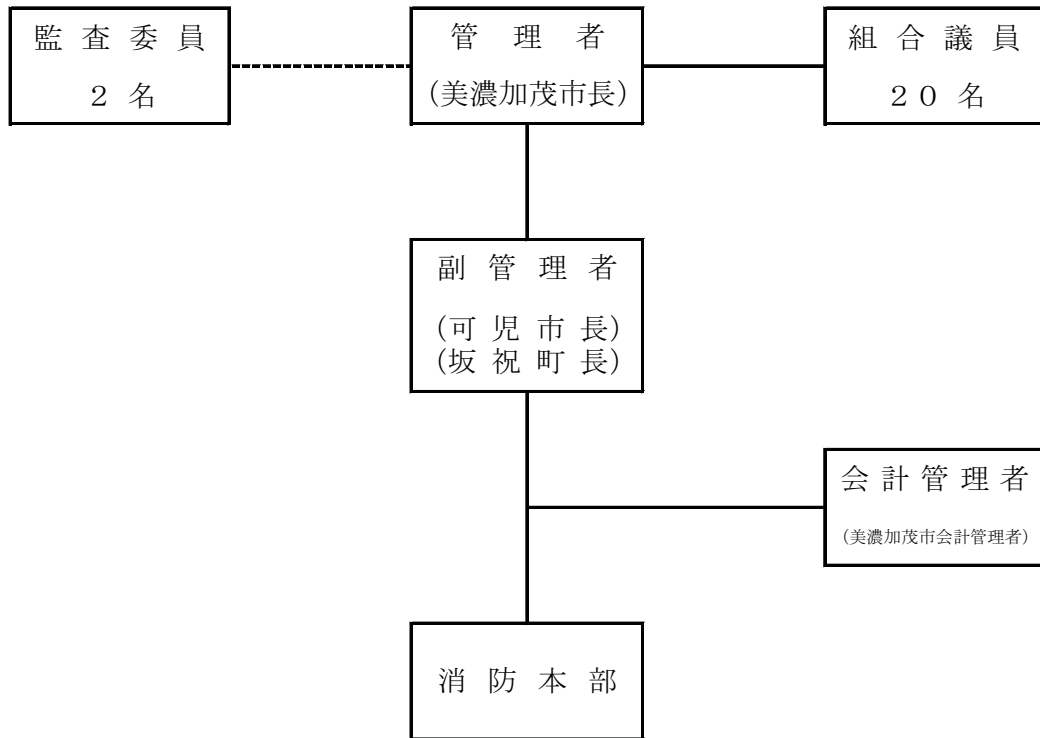 監査委員
２名
管理者
(美濃加茂市長)
組合議員
２０名
副管理者
(可児市長)
(坂祝町長)
会計管理者
(美濃加茂市会計管理者)
消防本部